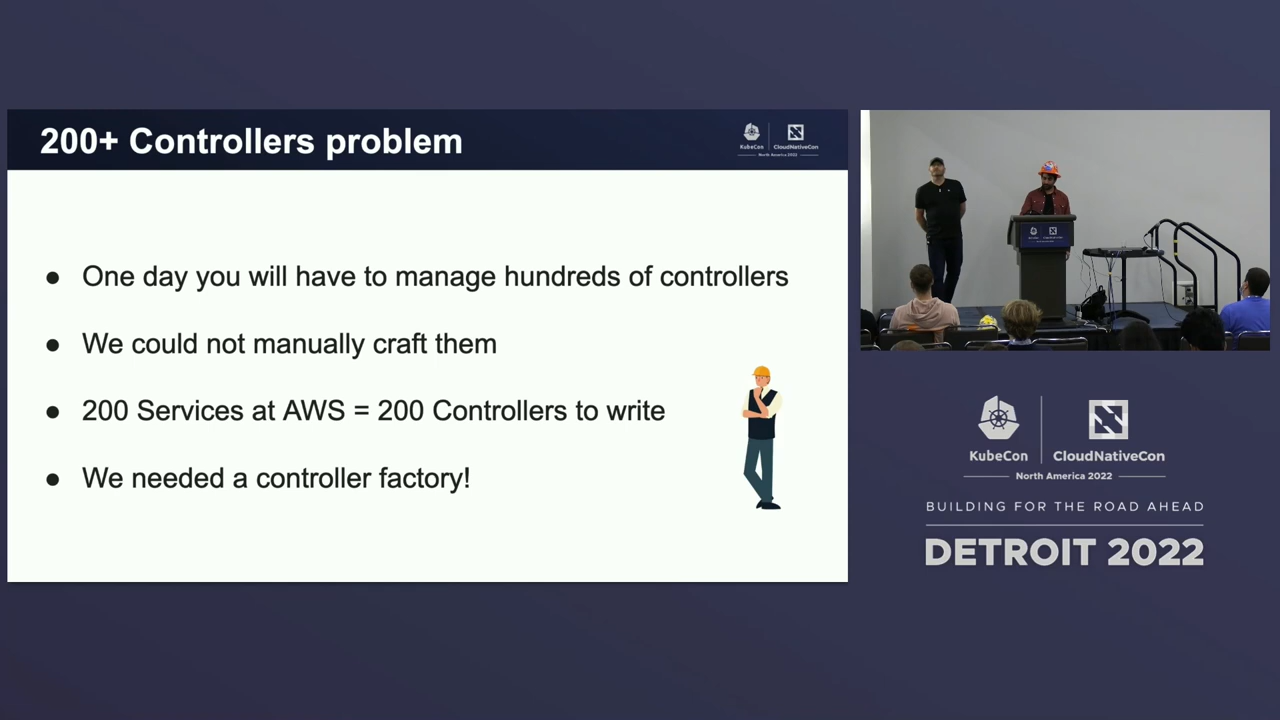 200+ Controllers problem
KubeCon
CloudNativeCon
North America 2022
● One day you will have to manage hundreds of controllers
● We could not manually craft them
● 200 Services at AWS = 200 Controllers to write
● We needed a controller factory!
KubeCon
CloudNativeCon
North America 2022
BUILDING FOR THE ROAD AHEAD
DETROIT 2022